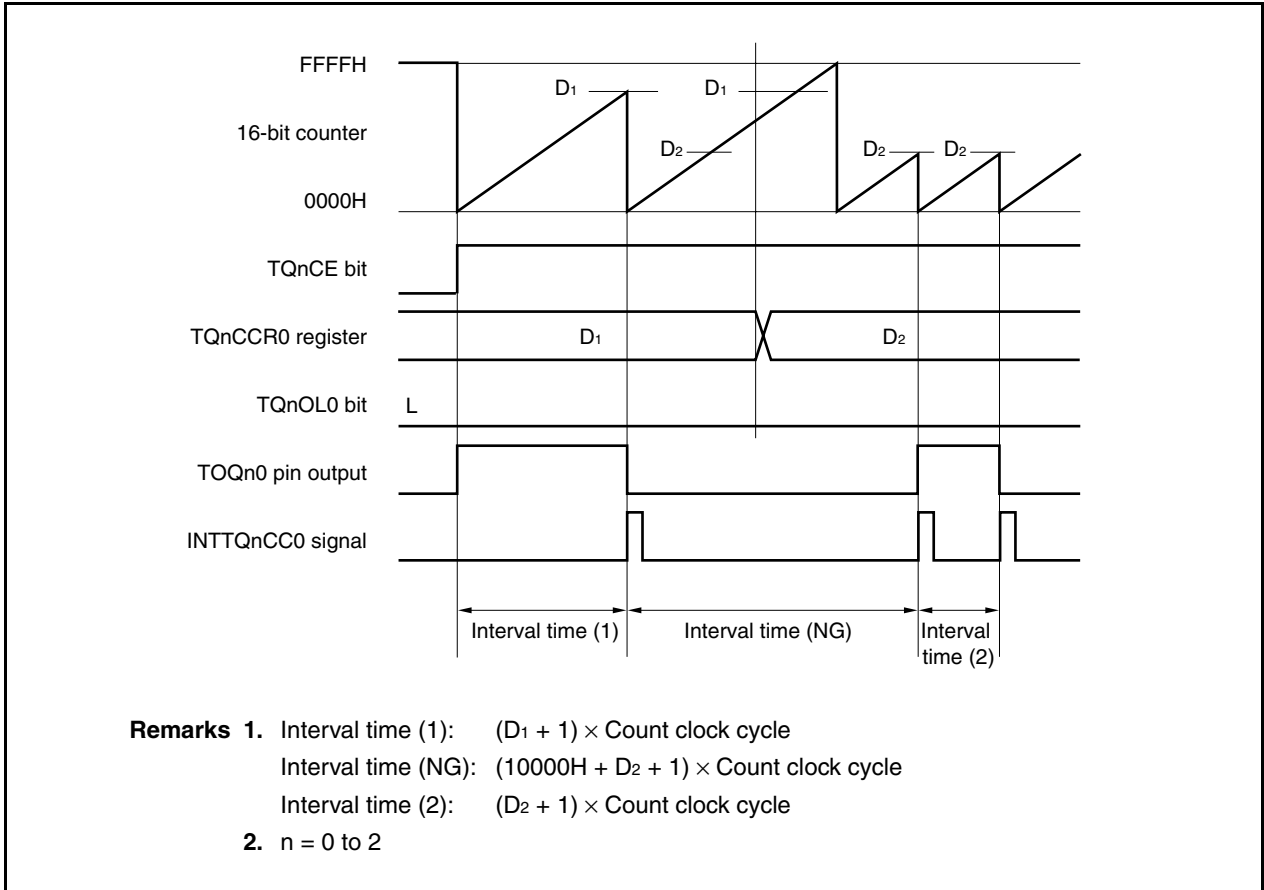 FFFFH
D1
D1
16-bit counter
D2
D2
D2
0000H
TQnCE bit
TQnCCR0 register
D1
D2
TQnOL0 bit
L
TOQn0 pin output
INTTQnCC0 signal
Interval time (1)
Interval time (NG)
Interval
time (2)
Remarks 1. Interval time (1): (D1 + 1) × Count clock cycle
Interval time (NG): (10000H + D2 + 1) × Count clock cycle
Interval time (2): (D2 + 1) × Count clock cycle
2. n = 0 to 2